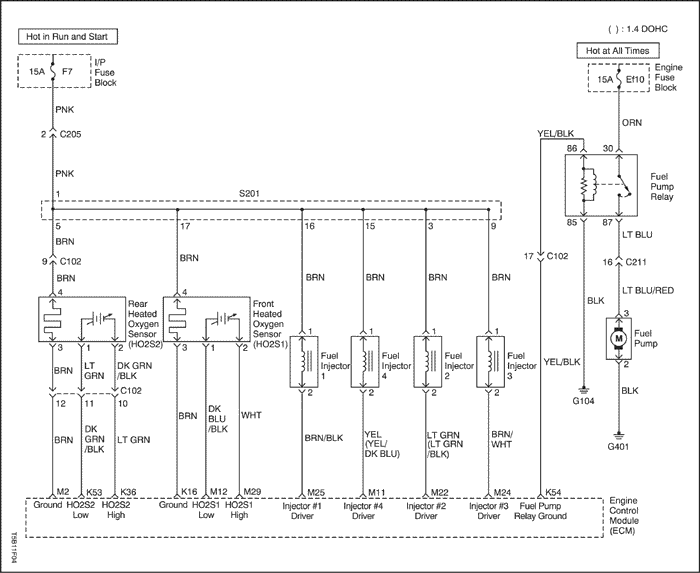 ( ) : 1.4 DOHC
Hot in Run and Start
Hot at All Times
15A F7
I/P
Fuse
Block
15A Ef10
Engine
Fuse
Block
PNK
ORN
2 C205
YEL/BLK
86 30
PNK
Fuel
Pump
Relay
1 S201
85 87
5 17 16 15 3 9
LT BLU
BRN
9 C102
17 C102
16 C211
BRN BRN BRN BRN BRN BRN BRN
LT BLU/RED
BLK
4 4
3
Rear
Heated
Oxygen
Sensor
(HO2S2)
Front
Heated
Oxygen
Sensor
(HO2S1)
1 1 1 1
M
Fuel
Pump
3 1 2 3 1 2
Fuel
Injector
1
Fuel
Injector
4
Fuel
Injector
2
Fuel
Injector
3
2
BRN
LT
GRN
DK GRN
/BLK
YEL/BLK
C102
2 2 2 2
BLK
12 11 10
G104
BRN
DK
BLU
/BLK
WHT
BRN
DK
GRN
/BLK
LT GRN
BRN/BLK
YEL
(YEL/
DK BLU)
LT GRN
(LT GRN
/BLK)
BRN/
WHT
G401
M2 K53 K36 K16 M12 M29 M25 M11 M22 M24 K54
Ground
HO2S2
Low
HO2S2
High
Ground
HO2S1
Low
HO2S1
High
Injector #1
Driver
Injector #4
Driver
Injector #2
Driver
Injector #3
Driver
Fuel Pump
Relay Ground
Engine
Control
Module
(ECM)
T5B11F04